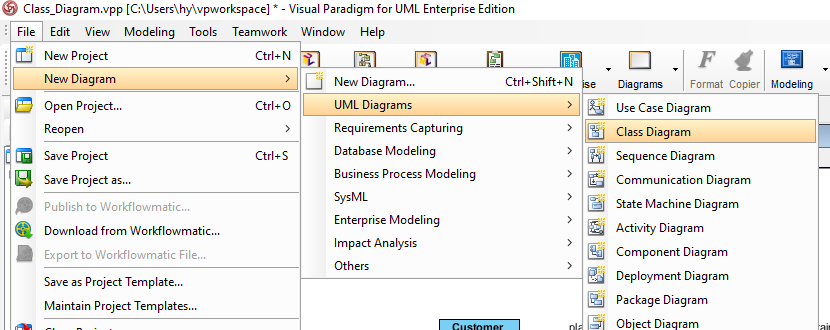 Class_Diagram.vpp [C:\Users\hy\vpworkspace] * - Visual Paradigm for UML Enterprise Edition
File Edit View Modeling Tools Teamwork Window
New Project Ctrl+N
New Diagram
Open Project... Ctrl+O
Reopen
Save Project Ctrl+S
Save Project as...
Publish to Workflowmatic...
Download from Workflowmatic...
Export to Workflowmatic File...
Save as Project Template...
Maintain Project Templates...
New Diagram... Ctrl+Shift+N
UML Diagrams
Requirements Capturing
Database Modeling
Business Process Modeling
SysML
Enterprise Modeling
Impact Analysis
Others
Diagrams Format Copier Modeling
Use Case Diagram
Class Diagram
Sequence Diagram
Communication Diagram
State Machine Diagram
Activity Diagram
Component Diagram
Deployment Diagram
Package Diagram
Object Diagram
Customer